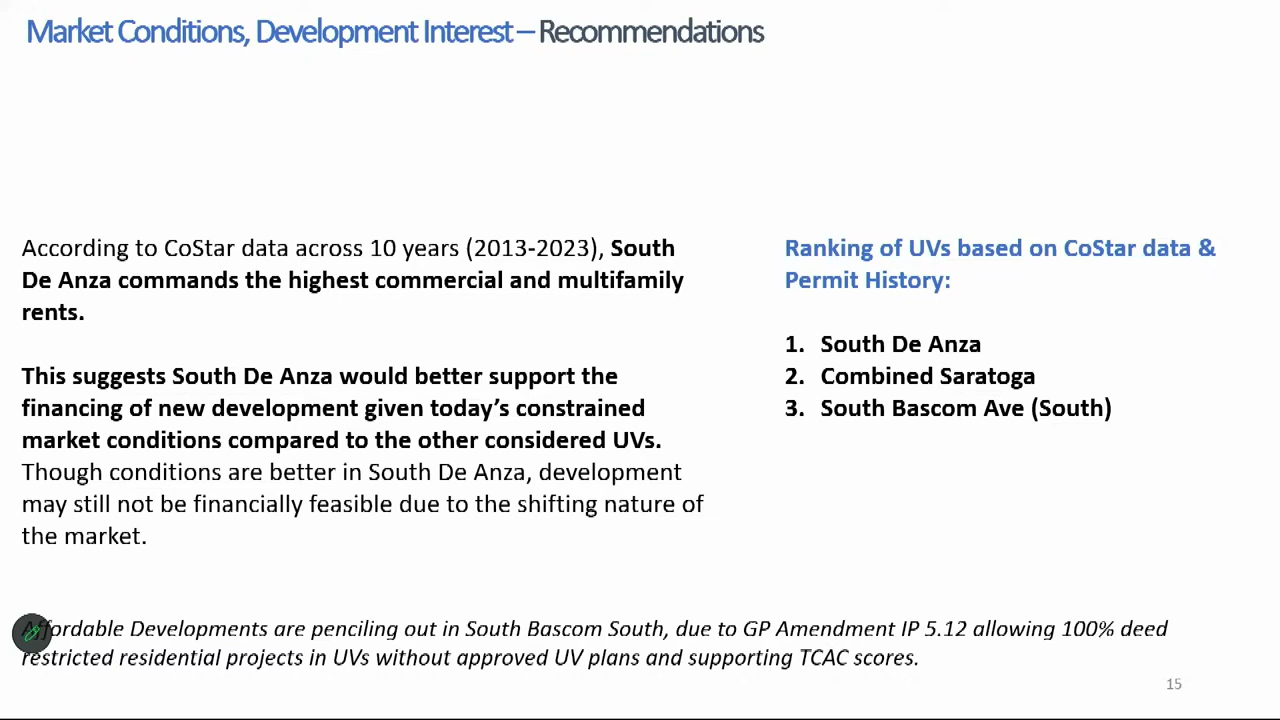 Market Conditions, Development Interest – Recommendations
According to CoStar data across 10 years (2013-2023), South
De Anza commands the highest commercial and multifamily
rents.
This suggests South De Anza would better support the
financing of new development given today’s constrained
market conditions compared to the other considered UVs.
Though conditions are better in South De Anza, development
may still not be financially feasible due to the shifting nature of
the market.
Ranking of UVs based on CoStar data &
Permit History:
1. South De Anza
2. Combined Saratoga
3. South Bascom Ave (South)
Affordable Developments are penciling out in South Bascom South, due to GP Amendment IP 5.12 allowing 100% deed
restricted residential projects in UVs without approved UV plans and supporting TCAC scores.
15